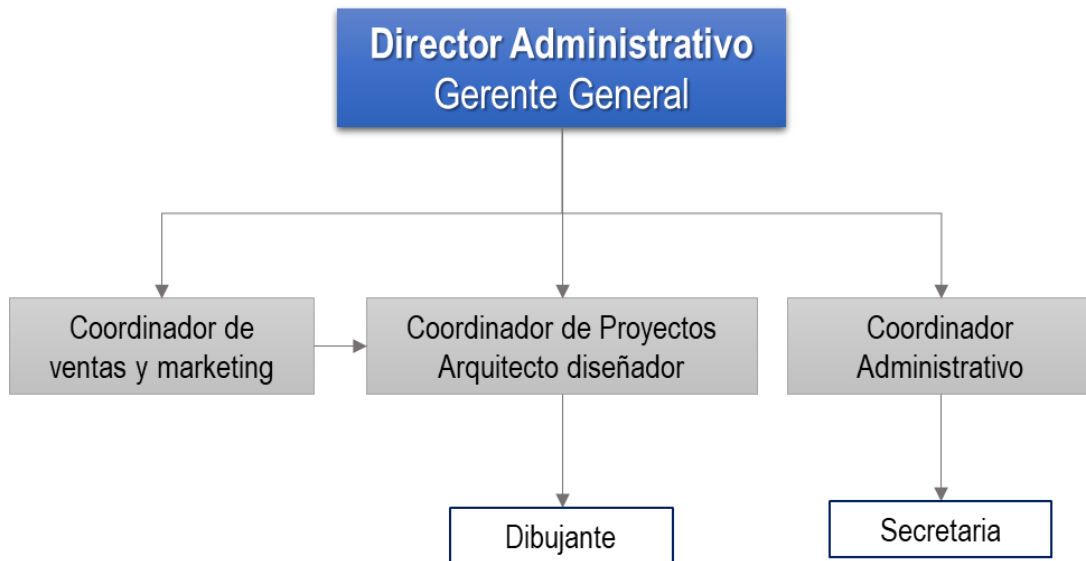 Director Administrativo
Gerente General
Coordinador de
ventas y marketing
Coordinador de Proyectos
Arquitecto diseñador
Coordinador
Administrativo
Dibujante
Secretaria